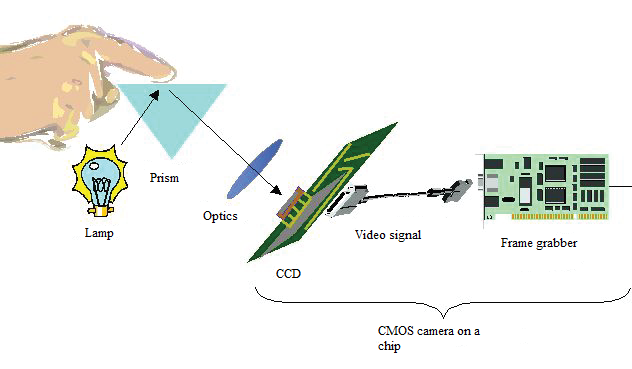 Prism
Optics
Lamp
Video signal
Frame grabber
CCD
CMOS camera on a
chip